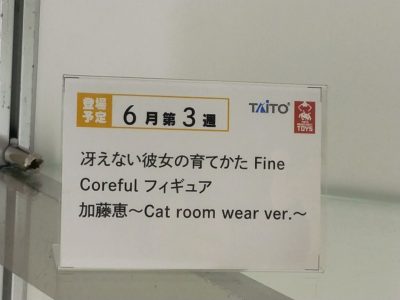 登場予定 6月第3週
TAITO
TOYS
冴えない彼女の育てかた Fine
Coreful フィギュア
加藤恵～Cat room wear ver.～